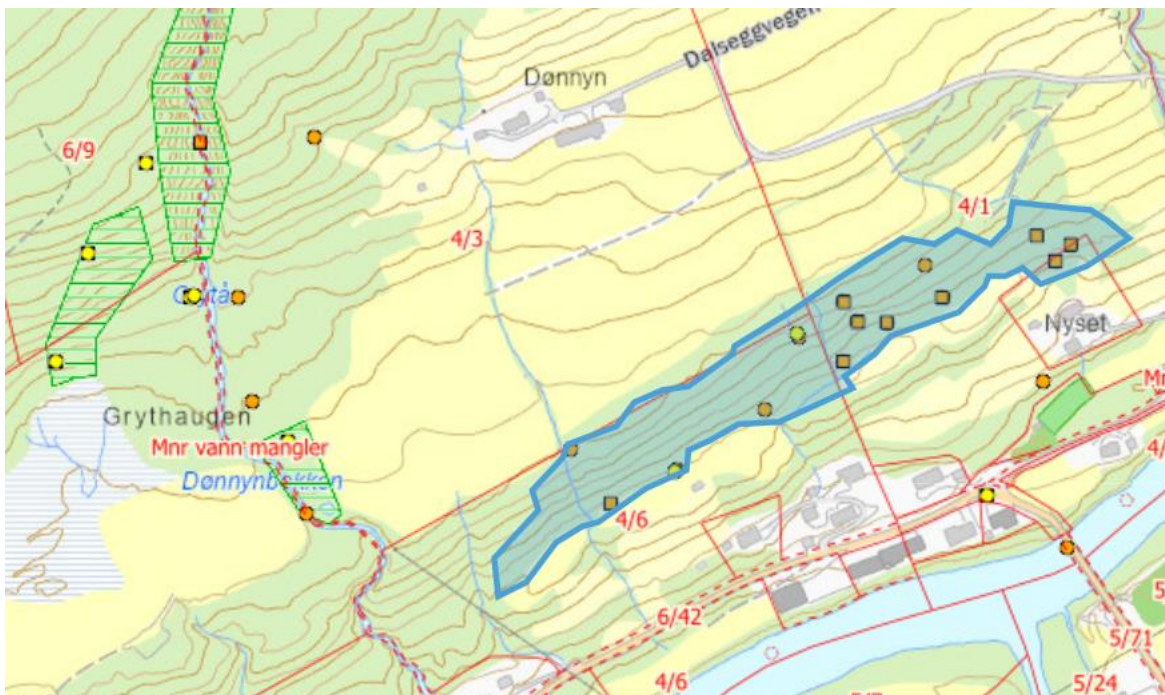 Dalseggvegen
Dønnyn
6/9
4/1
4/3
Grytåa
Nyset
Grythaugen
Mnr vann mangler
Dønnynbekken
4/6
6/42
5/71
4/6
5/24